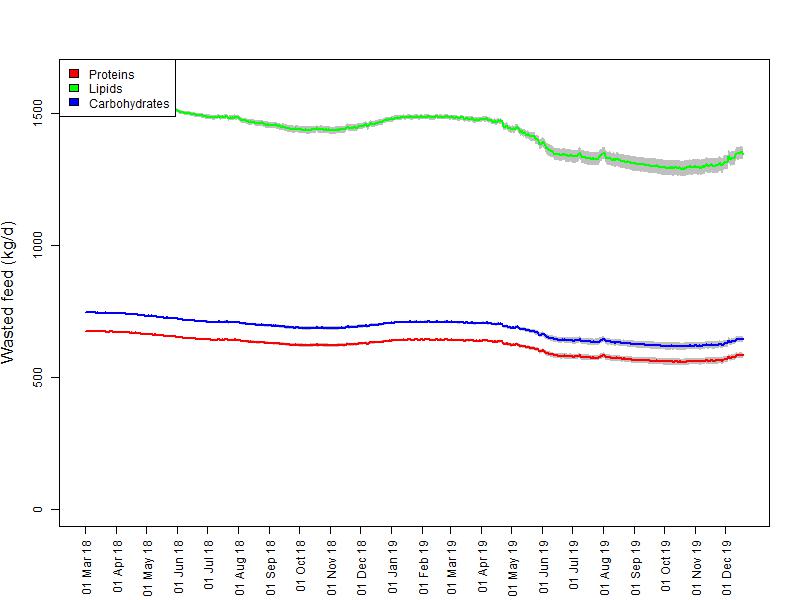 Proteins
Lipids
Carbohydrates
Wasted feed (kg/d)
1500
1000
500
0
01 Mar 18
01 Apr 18
01 May 18
01 Jun 18
01 Jul 18
01 Aug 18
01 Sep 18
01 Oct 18
01 Nov 18
01 Dec 18
01 Jan 19
01 Feb 19
01 Mar 19
01 Apr 19
01 May 19
01 Jun 19
01 Jul 19
01 Aug 19
01 Sep 19
01 Oct 19
01 Nov 19
01 Dec 19